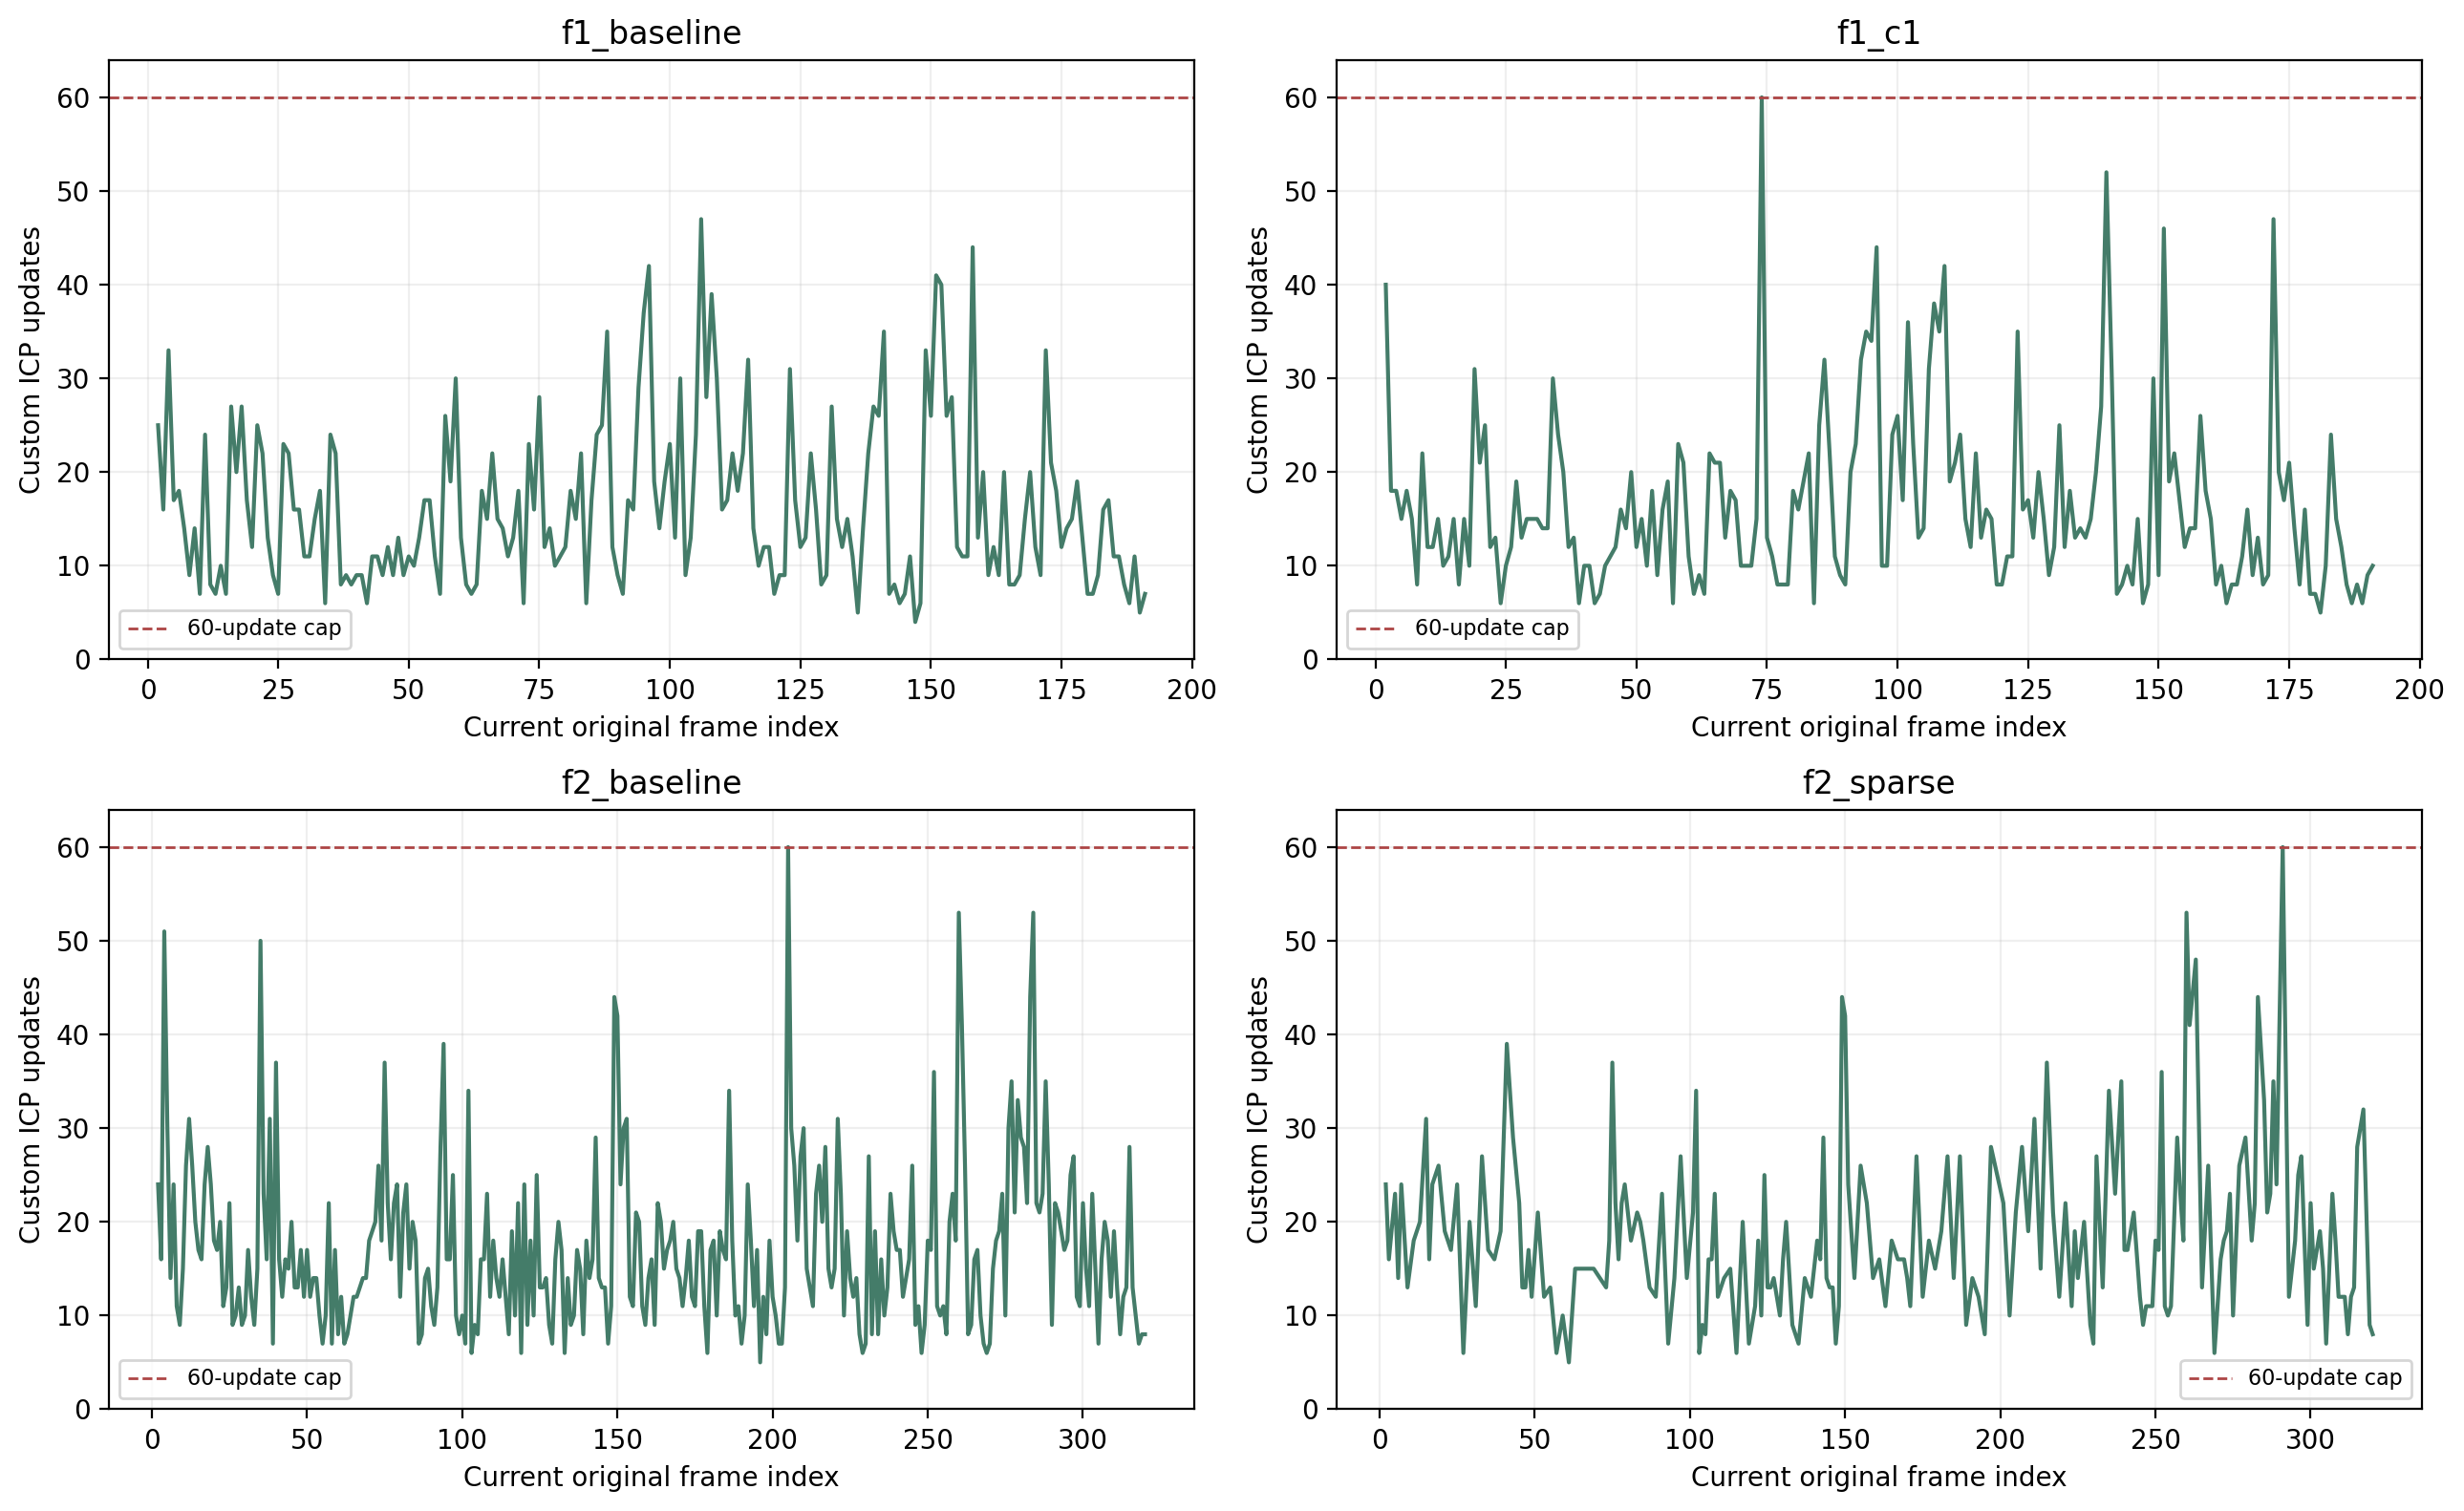 f1_baseline
Custom ICP updates
60
50
40
30
20
10
0
60-update cap
0 25 50 75 100 125 150 175 200
Current original frame index
f1_c1
Custom ICP updates
60
50
40
30
20
10
0
60-update cap
0 25 50 75 100 125 150 175 200
Current original frame index
f2_baseline
Custom ICP updates
60
50
40
30
20
10
0
60-update cap
0 50 100 150 200 250 300
Current original frame index
f2_sparse
Custom ICP updates
60
50
40
30
20
10
0
60-update cap
0 50 100 150 200 250 300
Current original frame index